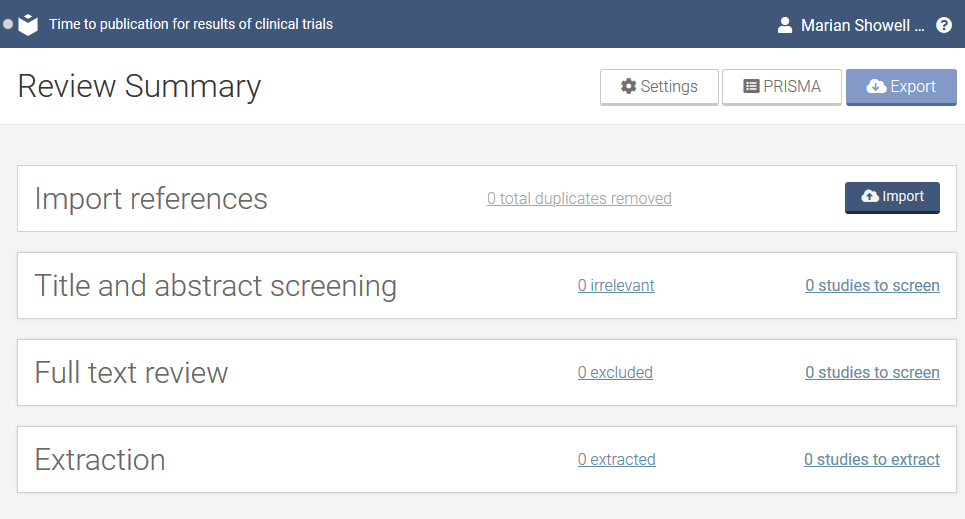 Time to publication for results of clinical trials
Marian Showell ...
Review Summary
Settings
PRISMA
Export
Import references
0 total duplicates removed
Import
Title and abstract screening
0 irrelevant
0 studies to screen
Full text review
0 excluded
0 studies to screen
Extraction
0 extracted
0 studies to extract